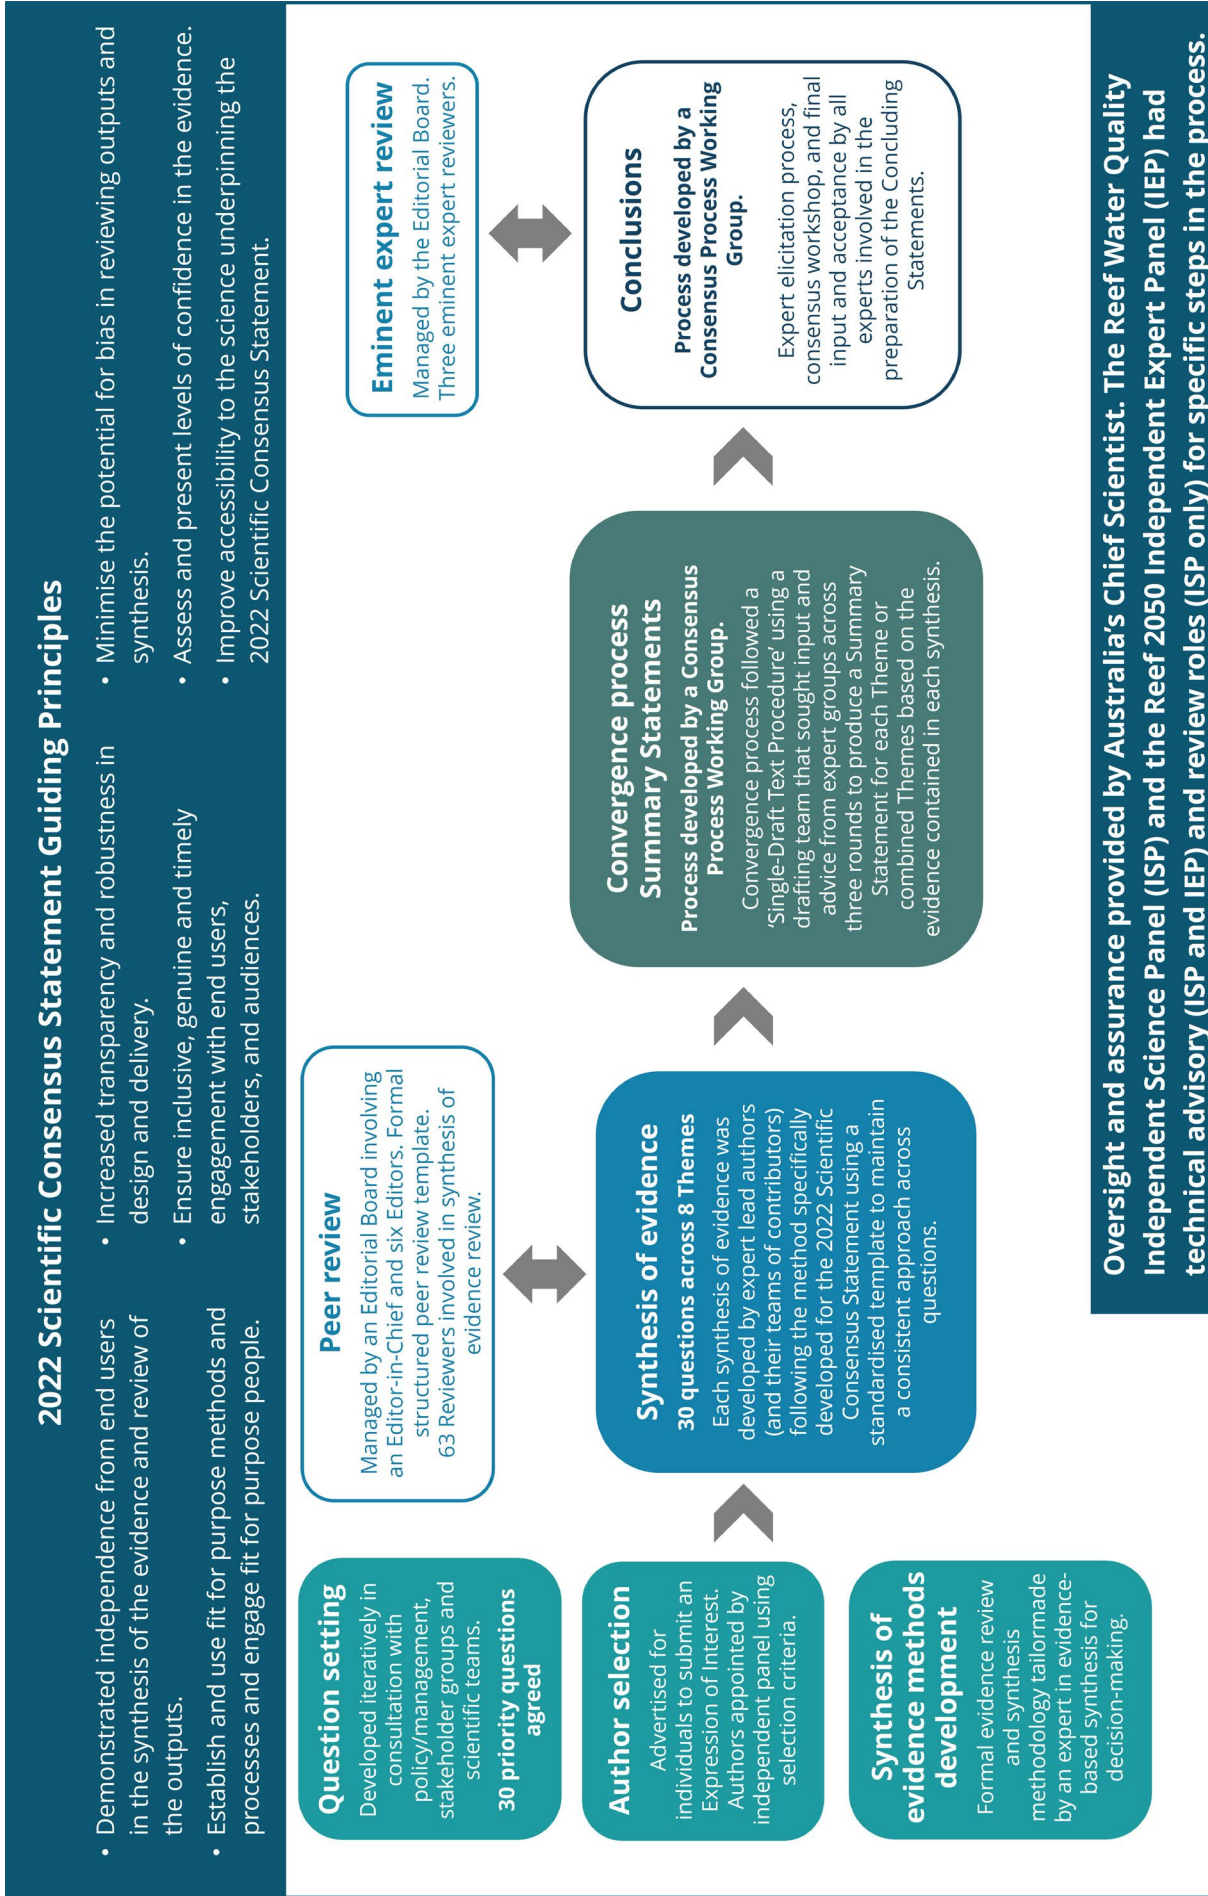 2022 Scientific Consensus Statement Guiding Principles
• Demonstrated independence from end users
in the synthesis of the evidence and review of
the outputs.
• Establish and use fit for purpose methods and
processes and engage fit for purpose people.
• Increased transparency and robustness in
design and delivery.
• Ensure inclusive, genuine and timely
engagement with end users,
stakeholders, and audiences.
• Minimise the potential for bias in reviewing outputs and
synthesis.
• Assess and present levels of confidence in the evidence.
• Improve accessibility to the science underpinning the
2022 Scientific Consensus Statement.
Question setting
Developed iteratively in
consultation with
policy/management,
stakeholder groups and
scientific teams.
30 priority questions
agreed
Author selection
Advertised for
individuals to submit an
Expression of Interest.
Authors appointed by
independent panel using
selection criteria.
Synthesis of
evidence methods
development
Formal evidence review
and synthesis
methodology tailormade
by an expert in evidence-
based synthesis for
decision-making.
Peer review
Managed by an Editorial Board involving
an Editor-in-Chief and six Editors. Formal
structured peer review template.
63 Reviewers involved in synthesis of
evidence review.
Synthesis of evidence
30 questions across 8 Themes
Each synthesis of evidence was
developed by expert lead authors
(and their teams of contributors)
following the method specifically
developed for the 2022 Scientific
Consensus Statement using a
standardised template to maintain
a consistent approach across
questions.
Convergence process
Summary Statements
Process developed by a Consensus
Process Working Group.
Convergence process followed a
‘Single-Draft Text Procedure’ using a
drafting team that sought input and
advice from expert groups across
three rounds to produce a Summary
Statement for each Theme or
combined Themes based on the
evidence contained in each synthesis.
Eminent expert review
Managed by the Editorial Board.
Three eminent expert reviewers.
Conclusions
Process developed by a
Consensus Process Working
Group.
Expert elicitation process,
consensus workshop, and final
input and acceptance by all
experts involved in the
preparation of the Concluding
Statements.
Oversight and assurance provided by Australia’s Chief Scientist. The Reef Water Quality
Independent Science Panel (ISP) and the Reef 2050 Independent Expert Panel (IEP) had
technical advisory (ISP and IEP) and review roles (ISP only) for specific steps in the process.